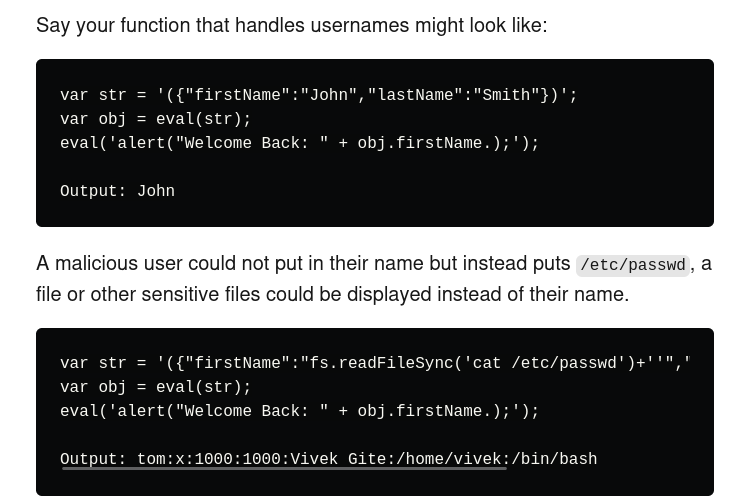 Say your function that handles usernames might look like:
var str = '({"firstName":"John","lastName":"Smith"})';
var obj = eval(str);
eval('alert("Welcome Back: " + obj.firstName.);');
Output: John
A malicious user could not put in their name but instead puts /etc/passwd, a
file or other sensitive files could be displayed instead of their name.
var str = '({"firstName":"fs.readFileSync('cat /etc/passwd')+''","
var obj = eval(str);
eval('alert("Welcome Back: " + obj.firstName.);');
Output: tom:x:1000:1000:Vivek Gite:/home/vivek:/bin/bash